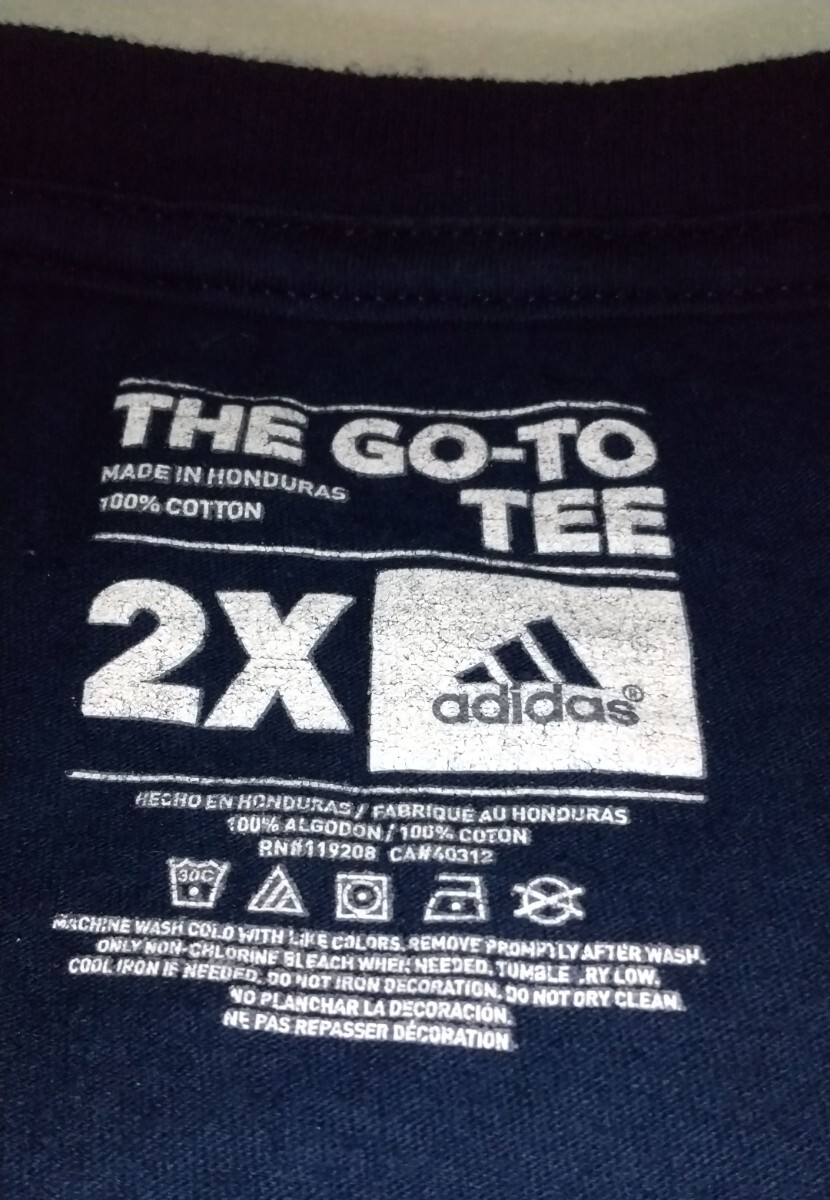 THE GO-TO
TEE
MADE IN HONDURAS
100% COTTON
2X
adidas®
HECHO EN HONDURAS / FABRIQUÉ AU HONDURAS
100% ALGODON / 100% COTON
RN#119208 CA#40312
30C
MACHINE WASH COLD WITH LIKE COLORS. REMOVE PROMPTLY AFTER WASH.
ONLY NON-CHLORINE BLEACH WHEN NEEDED. TUMBLE RY LOW.
COOL IRON IF NEEDED. DO NOT IRON DECORATION. DO NOT DRY CLEAN.
NO PLANCHAR LA DECORACIÓN.
NE PAS REPASSER DÉCORATION